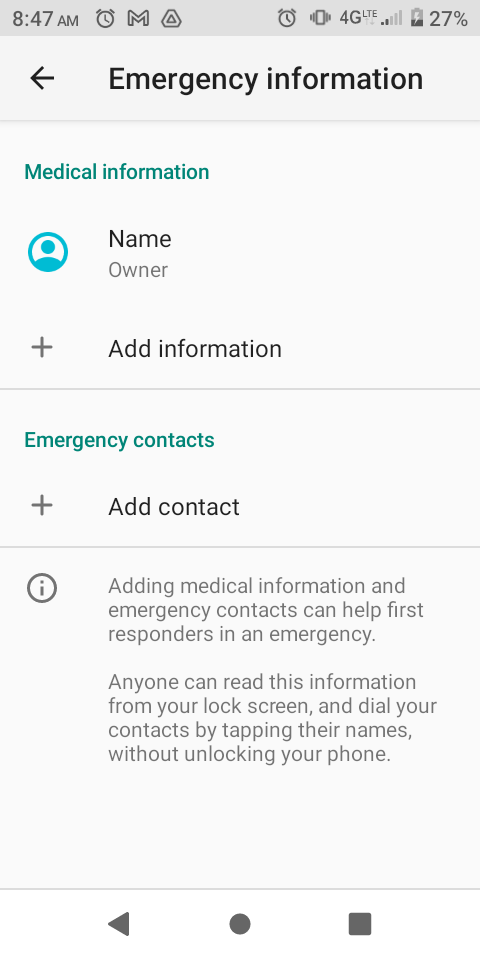 8:47 AM 4G LTE 27%
Emergency information
Medical information
Name
Owner
Add information
Emergency contacts
Add contact
Adding medical information and
emergency contacts can help first
responders in an emergency.
Anyone can read this information
from your lock screen, and dial your
contacts by tapping their names,
without unlocking your phone.